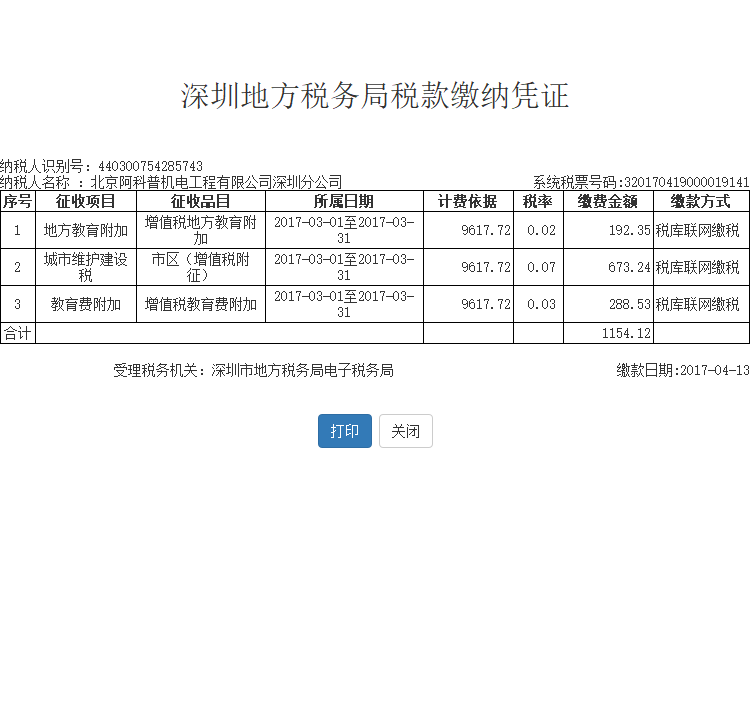 深圳地方税务局税款缴纳凭证
纳税人识别号: 440300754285743
纳税人名称 : 北京阿科普机电工程有限公司深圳分公司 系统税票号码:320170419000019141
序号 征收项目 征收品目 所属日期 计费依据 税率 缴费金额 缴款方式
1 地方教育附加 增值税地方教育附加 2017-03-01至2017-03-31 9617.72 0.02 192.35 税库联网缴税
2 城市维护建设税 市区（增值税附征） 2017-03-01至2017-03-31 9617.72 0.07 673.24 税库联网缴税
3 教育费附加 增值税教育费附加 2017-03-01至2017-03-31 9617.72 0.03 288.53 税库联网缴税
合计 1154.12
受理税务机关: 深圳市地方税务局电子税务局 缴款日期:2017-04-13
打印 关闭